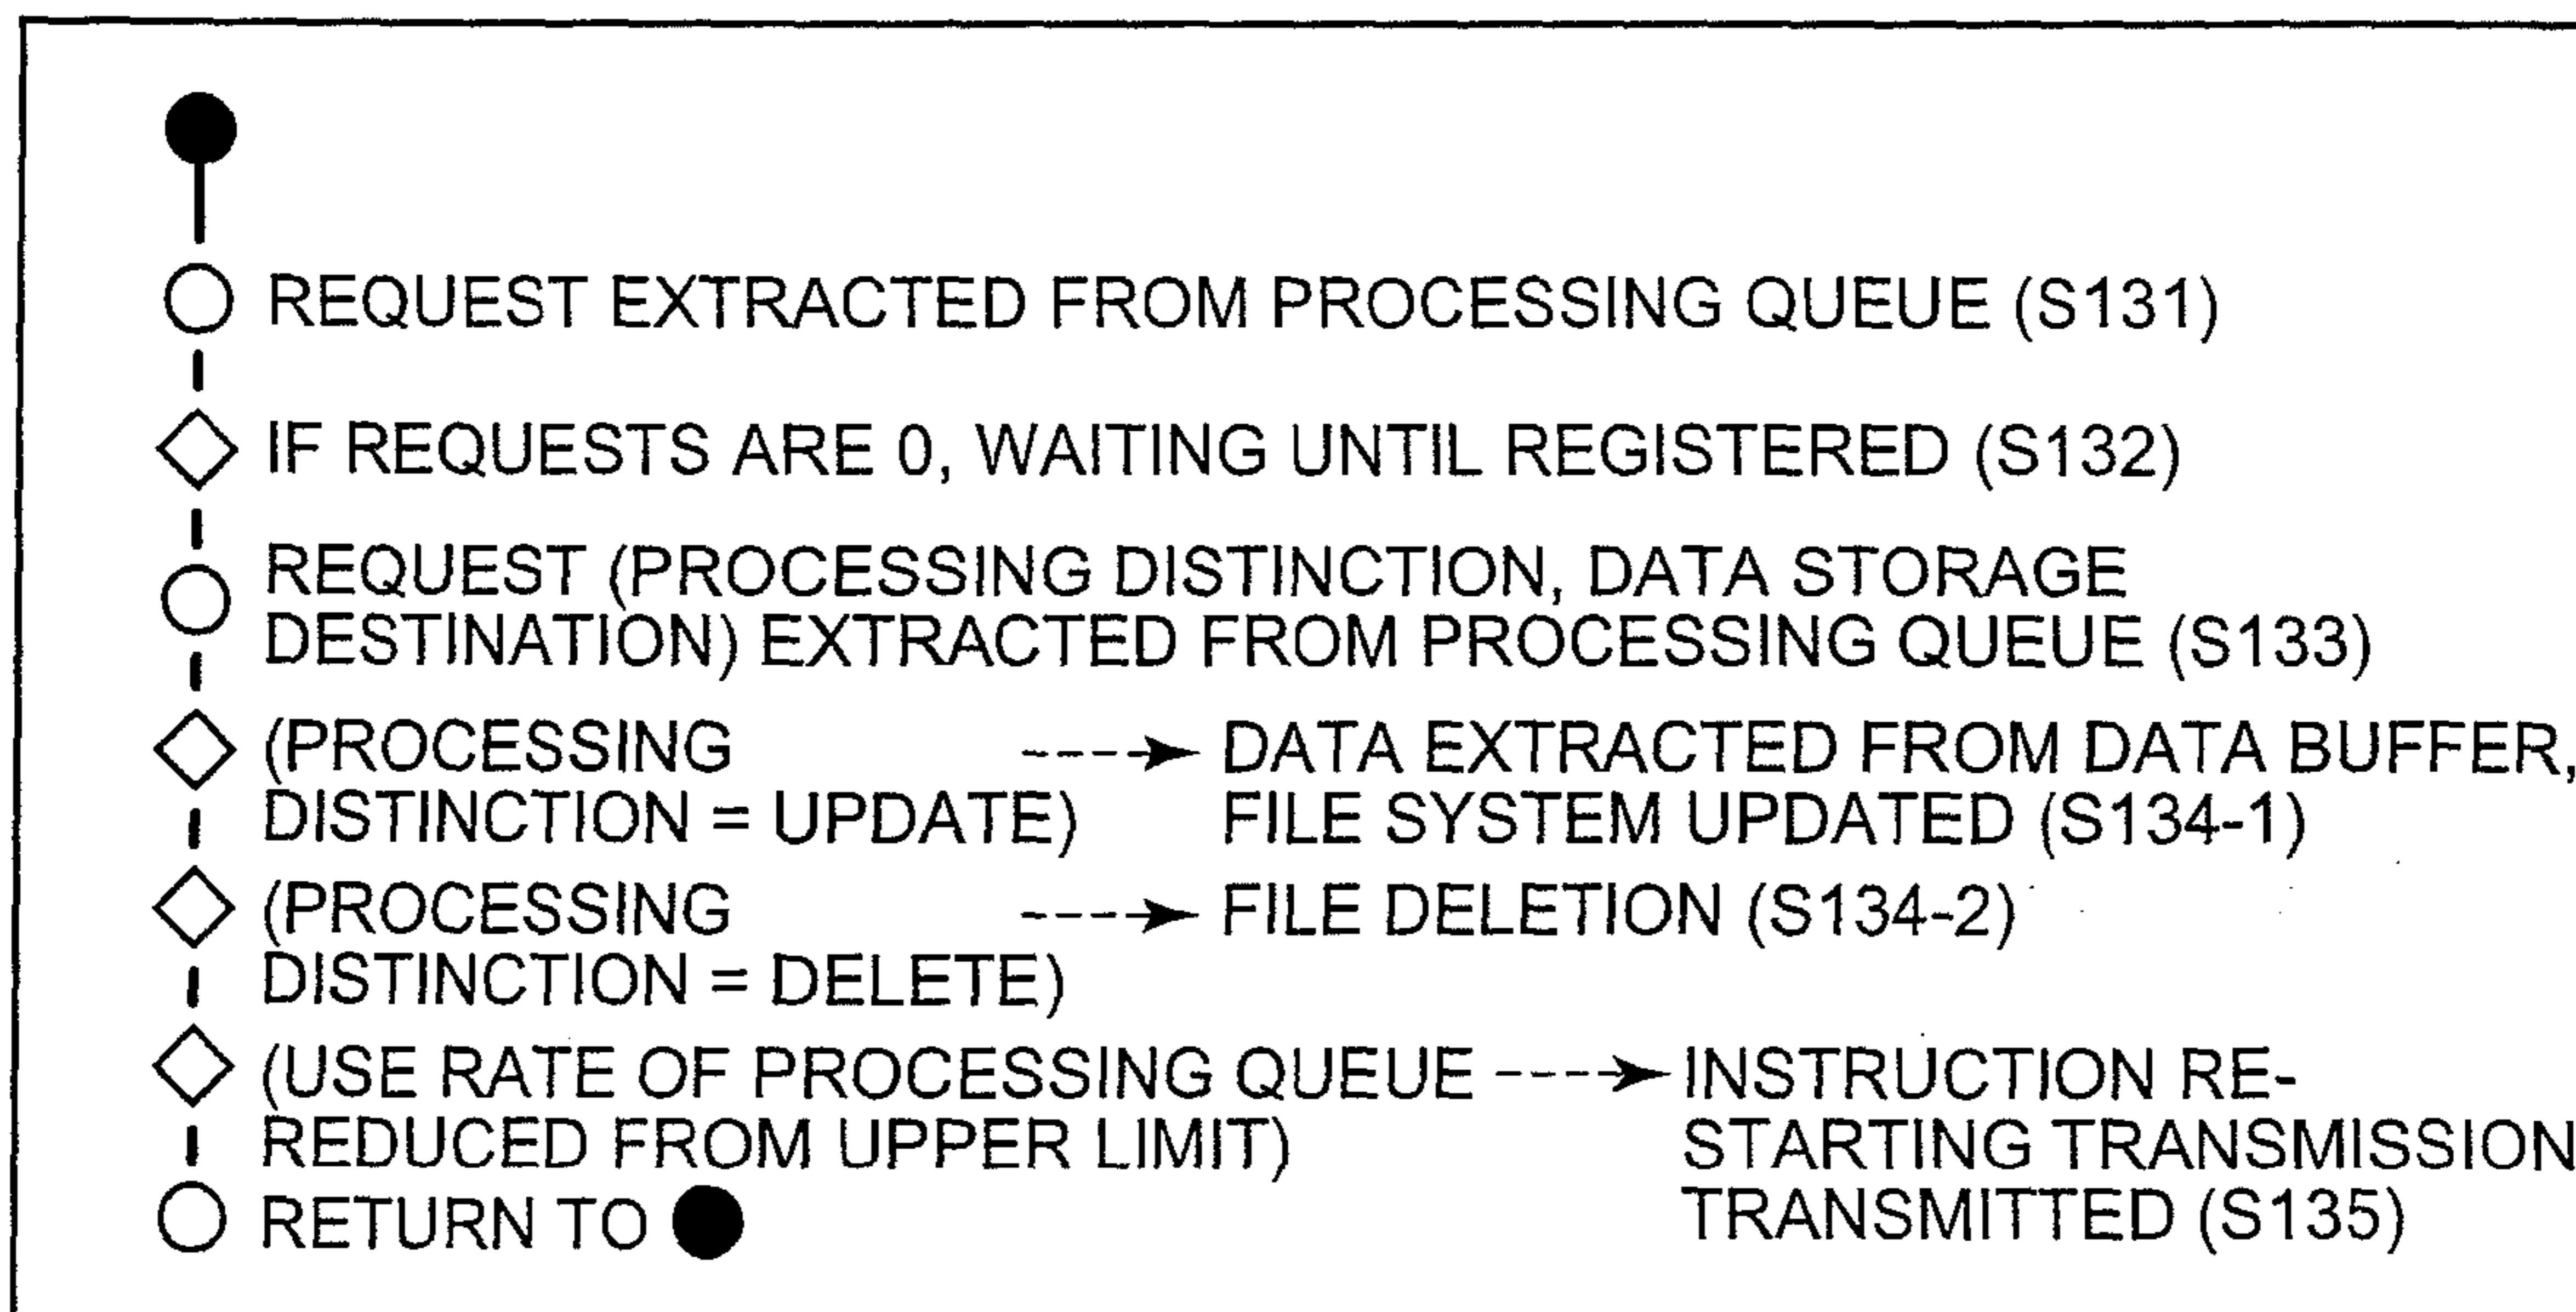 REQUEST EXTRACTED FROM PROCESSING QUEUE (S131)
IF REQUESTS ARE 0, WAITING UNTIL REGISTERED (S132)
REQUEST (PROCESSING DISTINCTION, DATA STORAGE
DESTINATION) EXTRACTED FROM PROCESSING QUEUE (S133)
(PROCESSING
DISTINCTION = UPDATE)
DATA EXTRACTED FROM DATA BUFFER,
FILE SYSTEM UPDATED (S134-1)
(PROCESSING
DISTINCTION = DELETE)
FILE DELETION (S134-2)
(USE RATE OF PROCESSING QUEUE
REDUCED FROM UPPER LIMIT)
INSTRUCTION RE-
STARTING TRANSMISSION
TRANSMITTED (S135)
RETURN TO